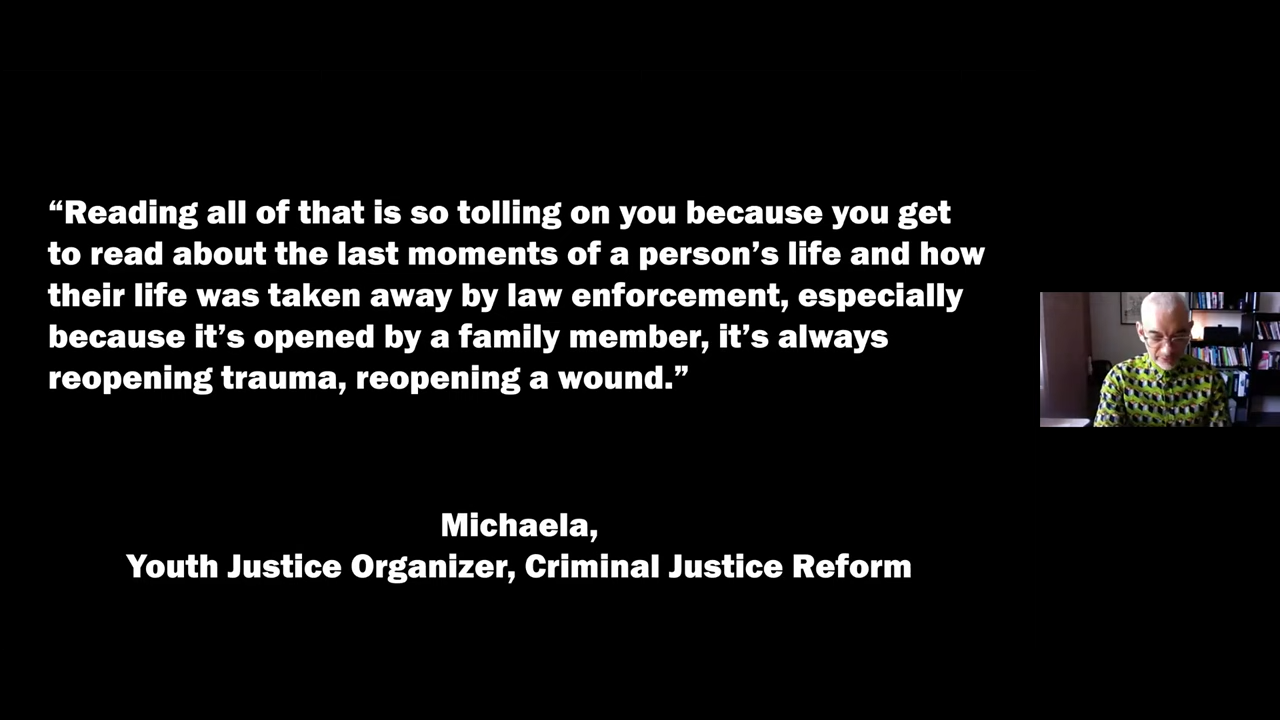 “Reading all of that is so tolling on you because you get
to read about the last moments of a person’s life and how
their life was taken away by law enforcement, especially
because it’s opened by a family member, it’s always
reopening trauma, reopening a wound.”
Michaela,
Youth Justice Organizer, Criminal Justice Reform